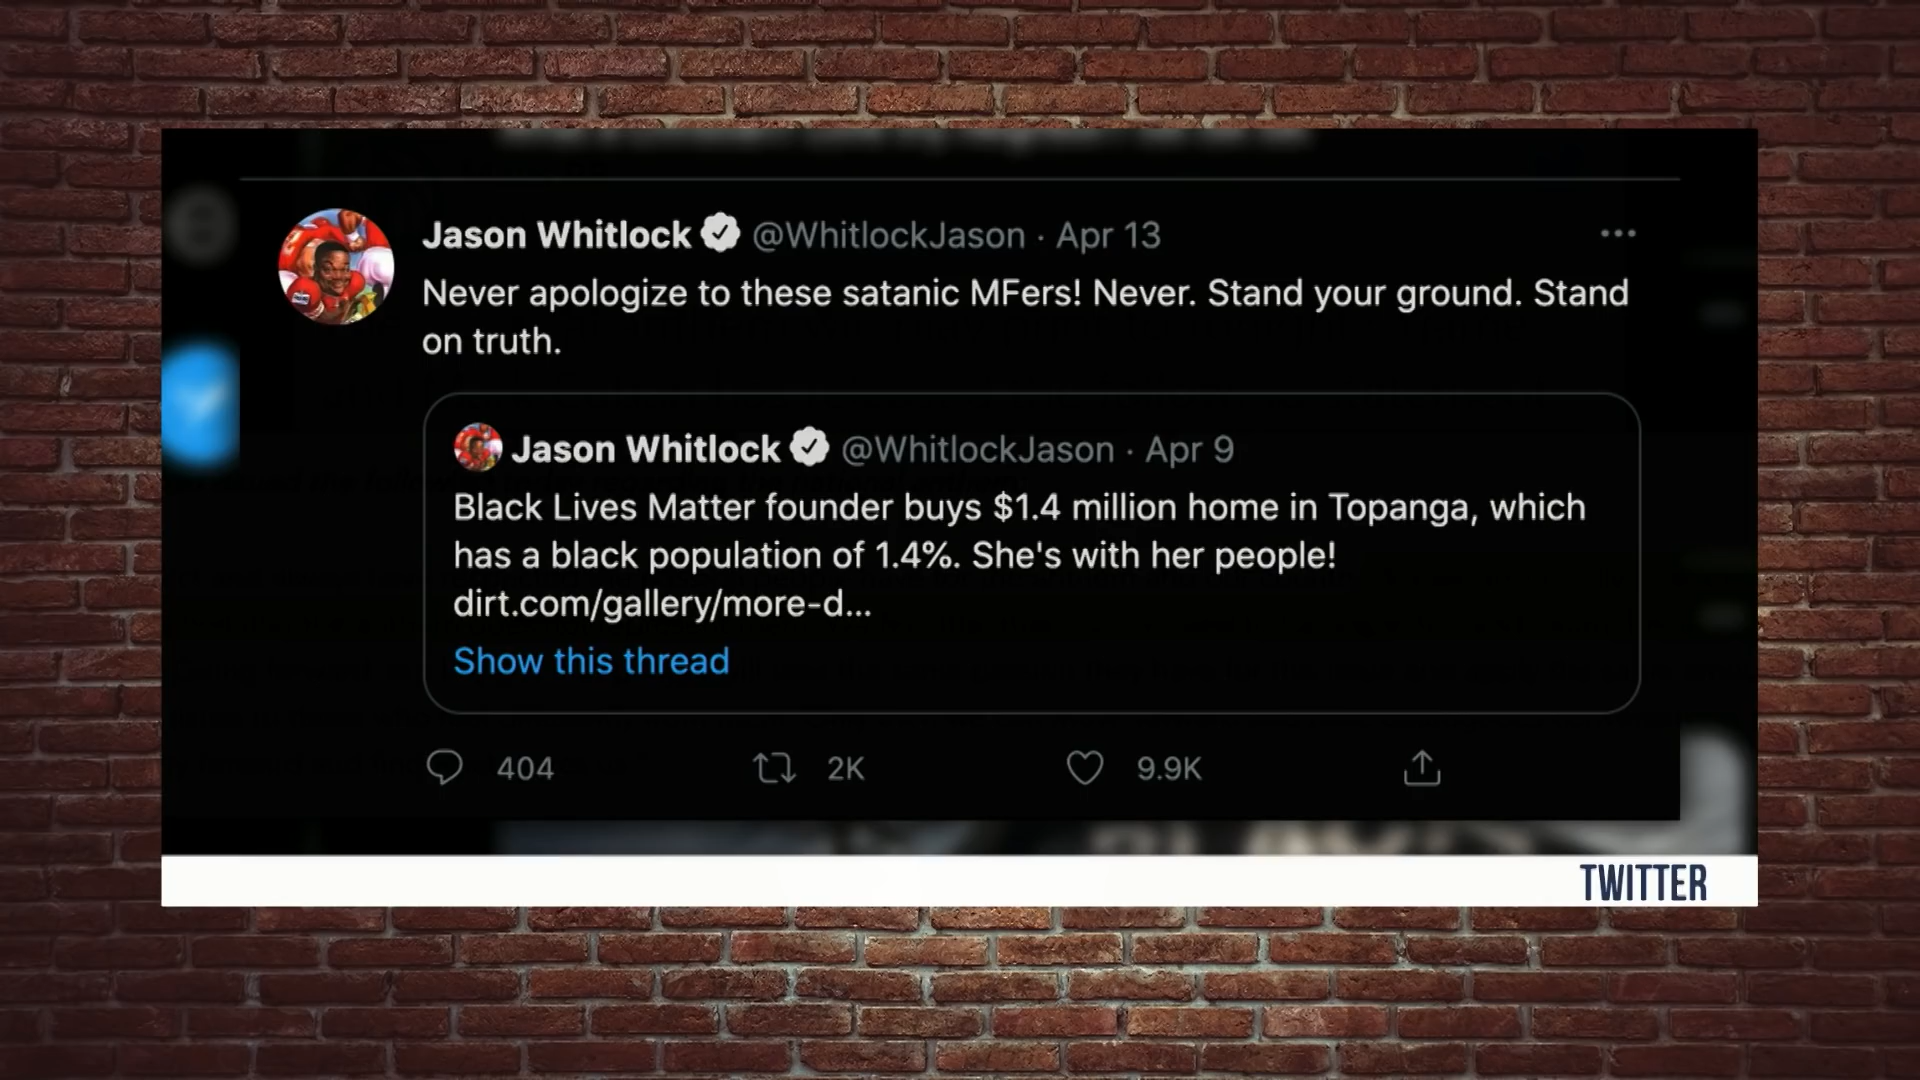 Jason Whitlock @WhitlockJason · Apr 13
Never apologize to these satanic MFers! Never. Stand your ground. Stand
on truth.
Jason Whitlock @WhitlockJason · Apr 9
Black Lives Matter founder buys $1.4 million home in Topanga, which
has a black population of 1.4%. She's with her people!
dirt.com/gallery/more-d...
Show this thread
404 2K 9.9K
TWITTER